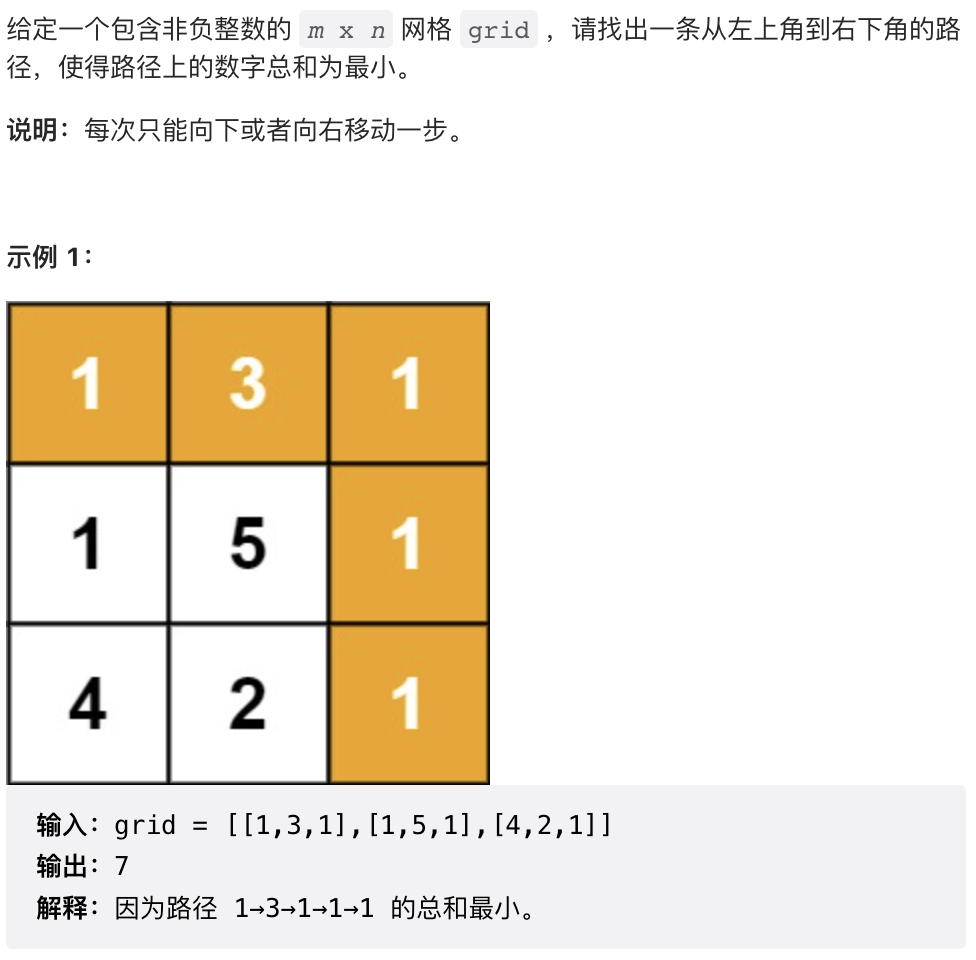 给定一个包含非负整数的 m x n 网格 grid ，请找出一条从左上角到右下角的路
径，使得路径上的数字总和为最小。
说明：每次只能向下或者向右移动一步。
示例 1：
1 3 1
1 5 1
4 2 1
输入：grid = [[1,3,1],[1,5,1],[4,2,1]]
输出：7
解释：因为路径 1→3→1→1→1 的总和最小。